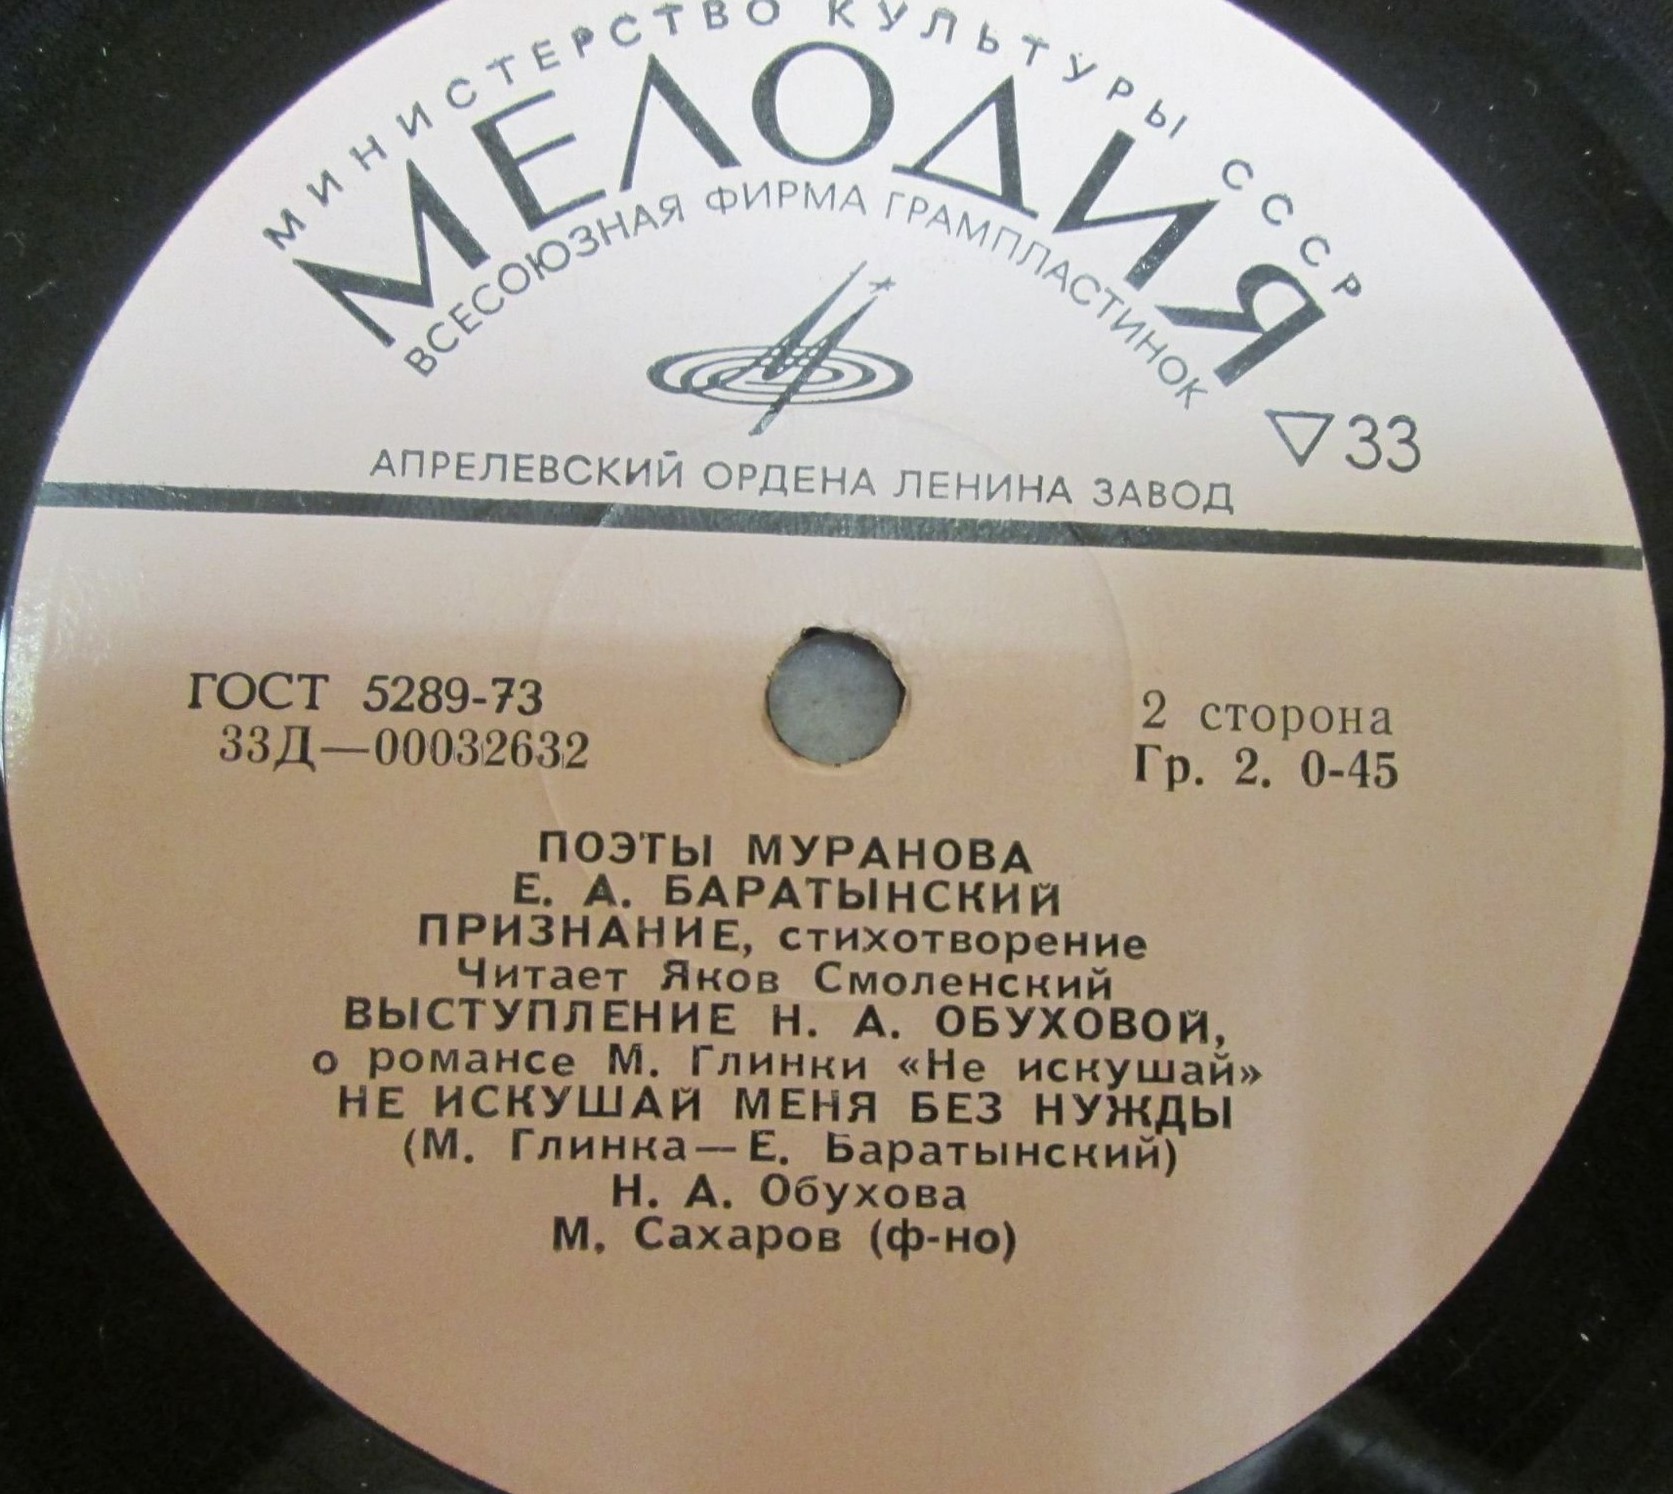 МИНИСТЕРСТВО КУЛЬТУРЫ СССР
МЕЛОДИЯ
ВСЕСОЮЗНАЯ ФИРМА ГРАМПЛАСТИНОК
33
АПРЕЛЕВСКИЙ ОРДЕНА ЛЕНИНА ЗАВОД
ГОСТ 5289-73
33Д—00032632
2 сторона
Гр. 2. 0-45
ПОЭТЫ МУРАНОВА
Е. А. БАРАТЫНСКИЙ
ПРИЗНАНИЕ, стихотворение
Читает Яков Смоленский
ВЫСТУПЛЕНИЕ Н. А. ОБУХОВОЙ,
о романсе М. Глинки «Не искушай»
НЕ ИСКУШАЙ МЕНЯ БЕЗ НУЖДЫ
(М. Глинка—Е. Баратынский)
Н. А. Обухова
М. Сахаров (ф-но)